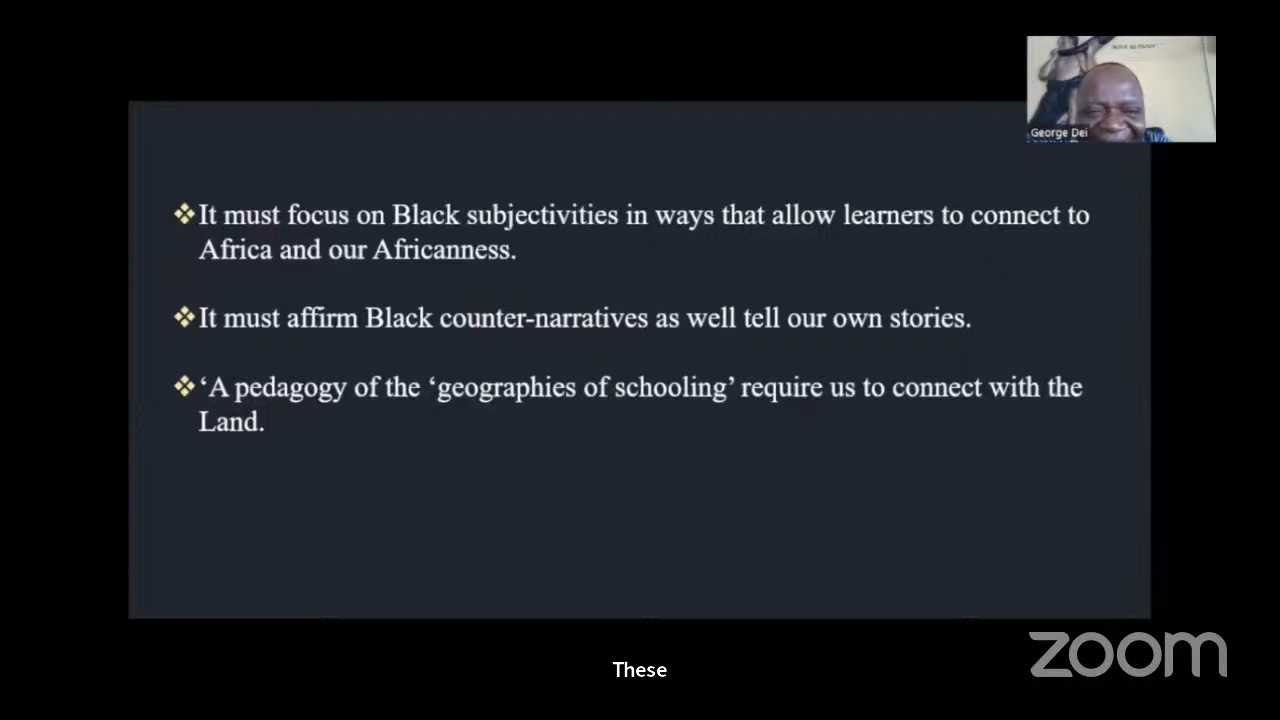 George Dei
❖It must focus on Black subjectivities in ways that allow learners to connect to
Africa and our Africanness.
❖It must affirm Black counter-narratives as well tell our own stories.
❖‘A pedagogy of the ‘geographies of schooling’ require us to connect with the
Land.
zoom
These